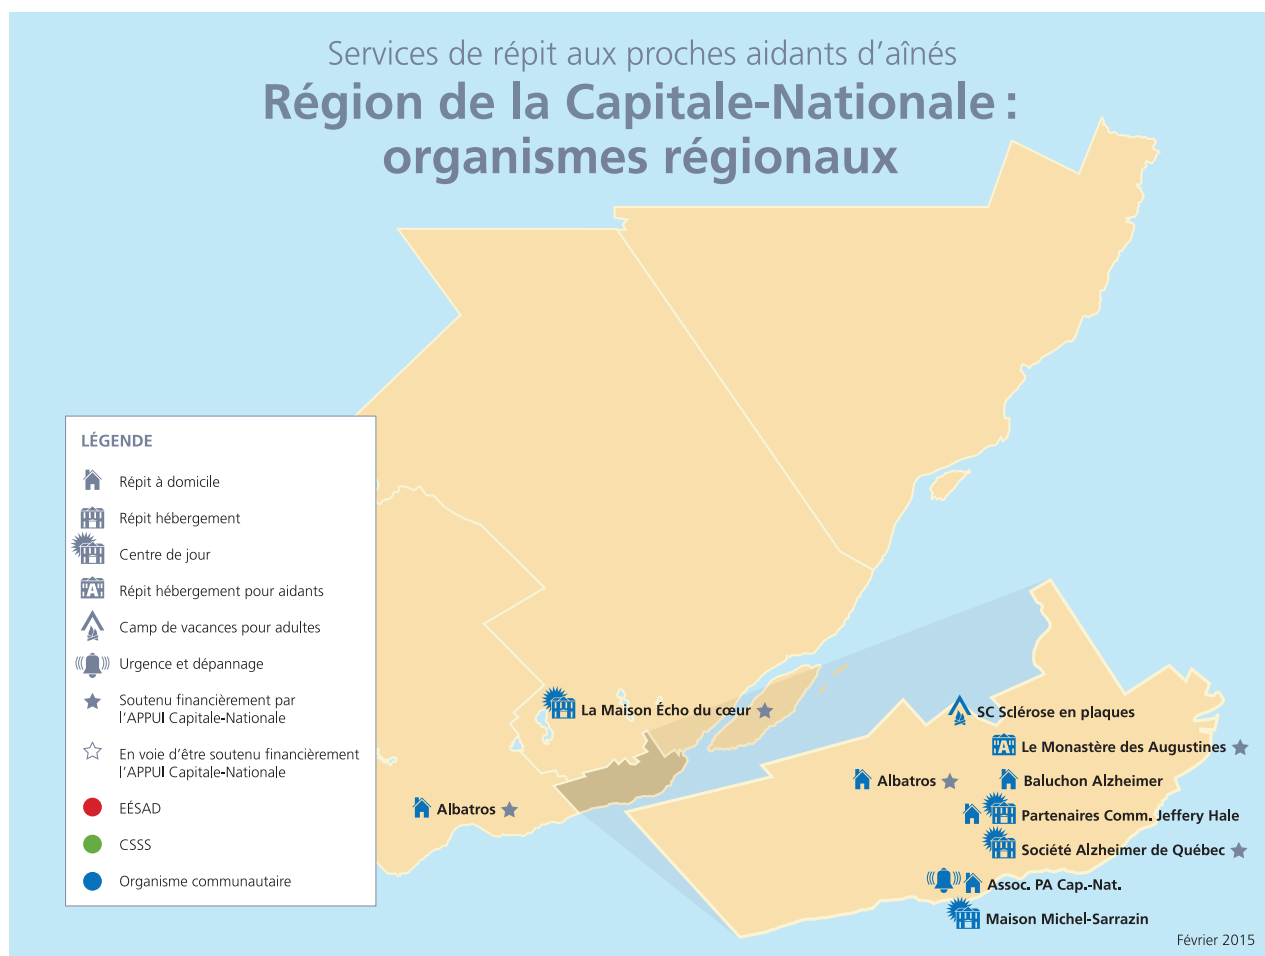 Services de répit aux proches aidants d'aînés
Région de la Capitale-Nationale :
organismes régionaux
LÉGENDE
Répit à domicile
Répit hébergement
Centre de jour
A
Répit hébergement pour aidants
Camp de vacances pour adultes
Urgence et dépannage
Soutenu financièrement par
l'APPUI Capitale-Nationale
En voie d'être soutenu financièrement
l'APPUI Capitale-Nationale
EÉSAD
CSSS
Organisme communautaire
La Maison Écho du cœur
Albatros
SC Sclérose en plaques
A
Le Monastère des Augustines
Albatros
Baluchon Alzheimer
Partenaires Comm. Jeffery Hale
Société Alzheimer de Québec
Assoc. PA Cap.-Nat.
Maison Michel-Sarrazin
Février 2015